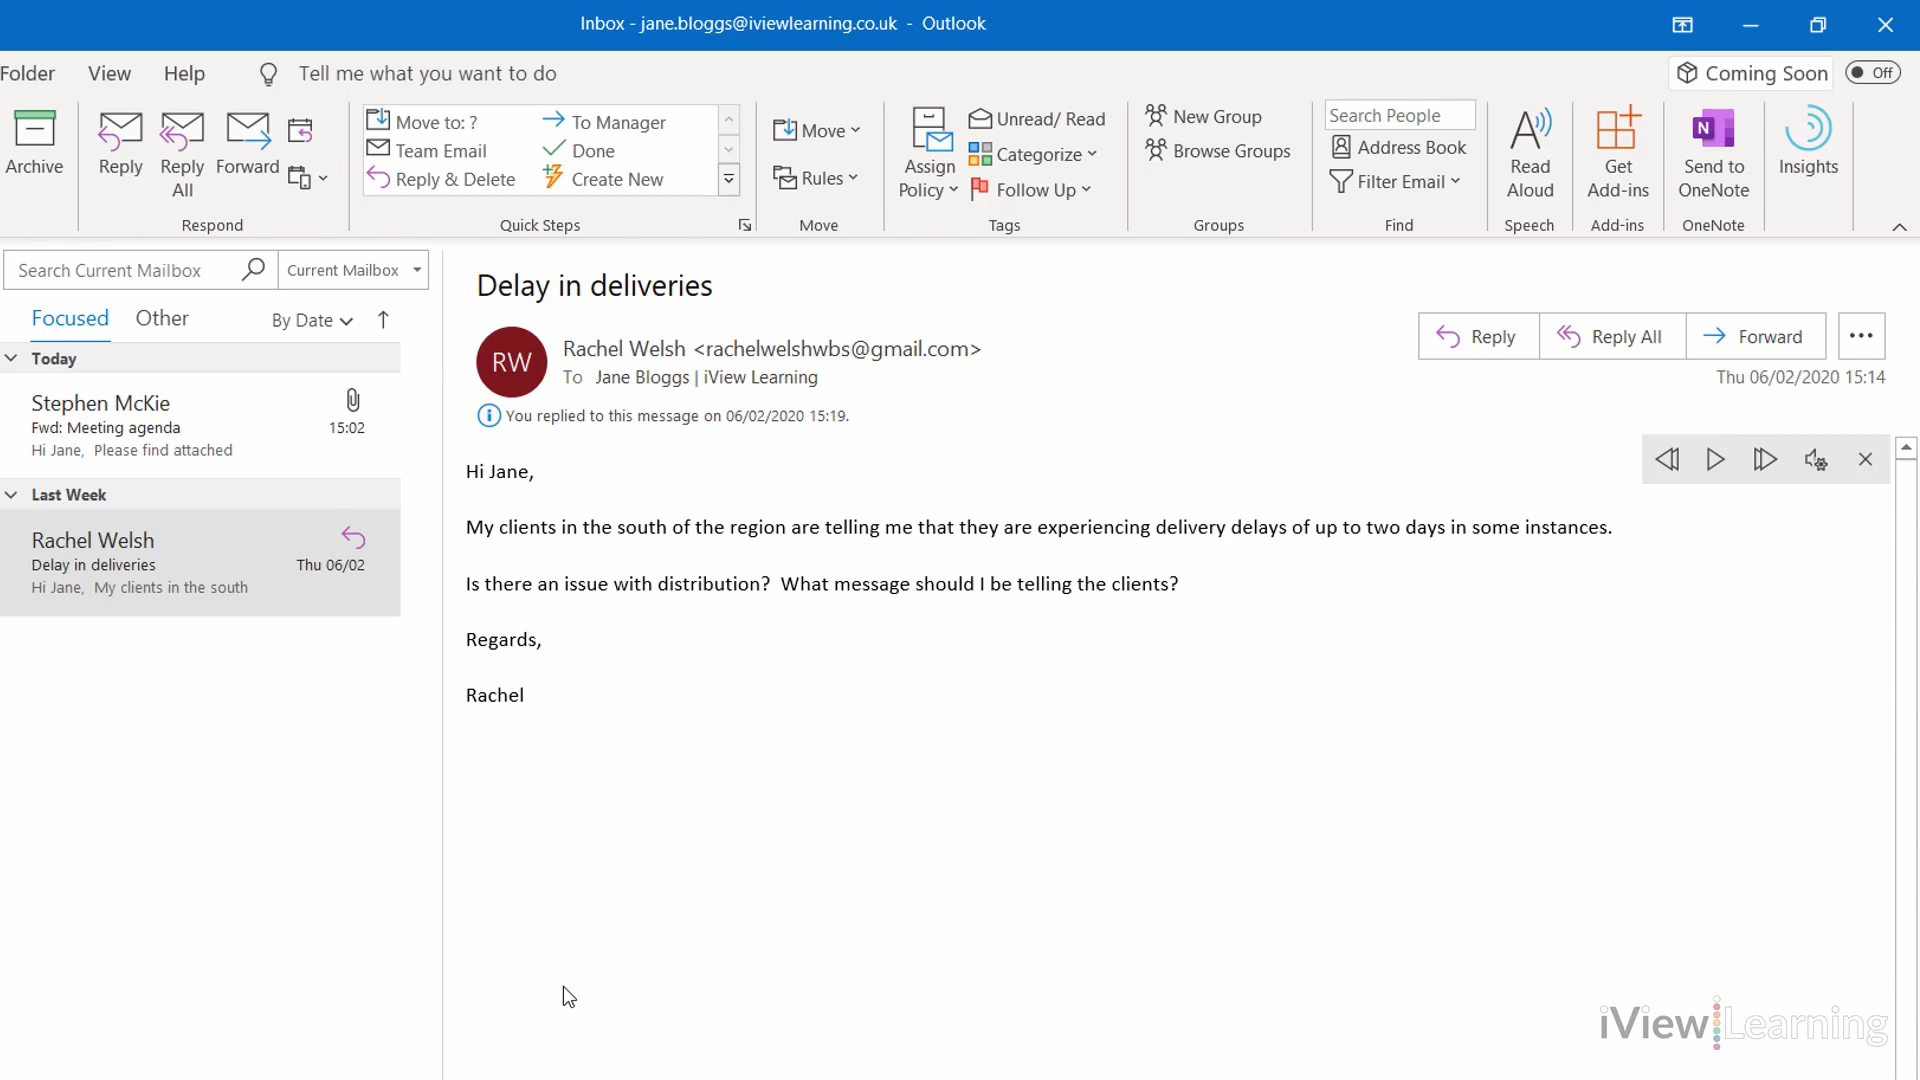 Inbox - jane.bloggs@iviewlearning.co.uk - Outlook
Folder View Help Tell me what you want to do
Coming Soon Off
Archive
Reply
Reply All
Forward
Respond
Move to: ?
Team Email
Reply & Delete
To Manager
Done
Create New
Quick Steps
Move
Rules
Move
Assign Policy
Unread/ Read
Categorize
Follow Up
Tags
New Group
Browse Groups
Groups
Search People
Address Book
Filter Email
Find
A
Read Aloud
Speech
Get Add-ins
Add-ins
N
Send to OneNote
OneNote
Insights
Search Current Mailbox
Current Mailbox
Focused Other By Date
Today
Stephen McKie
Fwd: Meeting agenda 15:02
Hi Jane, Please find attached
Last Week
Rachel Welsh
Delay in deliveries Thu 06/02
Hi Jane, My clients in the south
Delay in deliveries
RW
Rachel Welsh <rachelwelshwbs@gmail.com>
To Jane Bloggs | iView Learning
You replied to this message on 06/02/2020 15:19.
Reply Reply All Forward
Thu 06/02/2020 15:14
Hi Jane,
My clients in the south of the region are telling me that they are experiencing delivery delays of up to two days in some instances.
Is there an issue with distribution? What message should I be telling the clients?
Regards,
Rachel
iView Learning